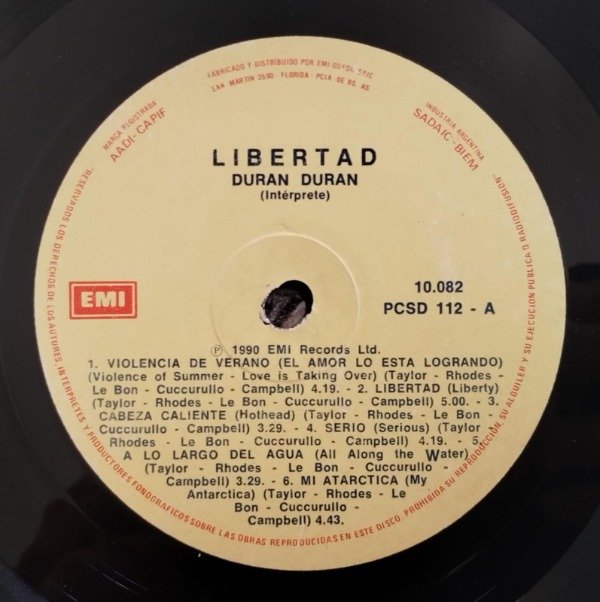 FABRICADO Y DISTRIBUIDO POR EMI-ODEON SAIC
SAN MARTIN 3590 FLORIDA - PCIA DE BS. AS
MARCA REGISTRADA
AADI-CAPIF
INDUSTRIA ARGENTINA
SADAIC-BIEM
LIBERTAD
DURAN DURAN
(Intérprete)
EMI
10.082
PCSD 112 - A
Ⓟ 1990 EMI Records Ltd.
1. VIOLENCIA DE VERANO (EL AMOR LO ESTA LOGRANDO)
(Violence of Summer - Love is Taking Over) (Taylor - Rhodes -
Le Bon - Cuccurullo - Campbell) 4.19. - 2. LIBERTAD (Liberty)
(Taylor - Rhodes - Le Bon - Cuccurullo - Campbell) 5.00. - 3.
CABEZA CALIENTE (Hothead) (Taylor - Rhodes - Le Bon -
Cuccurullo - Campbell) 3.29. - 4. SERIO (Serious) (Taylor -
Rhodes - Le Bon - Cuccurullo - Campbell) 4.19. - 5.
A LO LARGO DEL AGUA (All Along the Water)
(Taylor - Rhodes - Le Bon - Cuccurullo -
Campbell) 3.29. - 6. MI ATARCTICA (My
Antarctica) (Taylor - Rhodes - Le
Bon - Cuccurullo -
Campbell) 4.43.
"RESERVADOS LOS DERECHOS DE LOS AUTORES, INTERPRETES Y PRODUCTORES FONOGRAFICOS SOBRE LAS OBRAS REPRODUCIDAS EN ESTE DISCO. PROHIBIDA SU REPRODUCCION, SU ALQUILER Y SU EJECUCION PUBLICA O RADIODIFUSION"